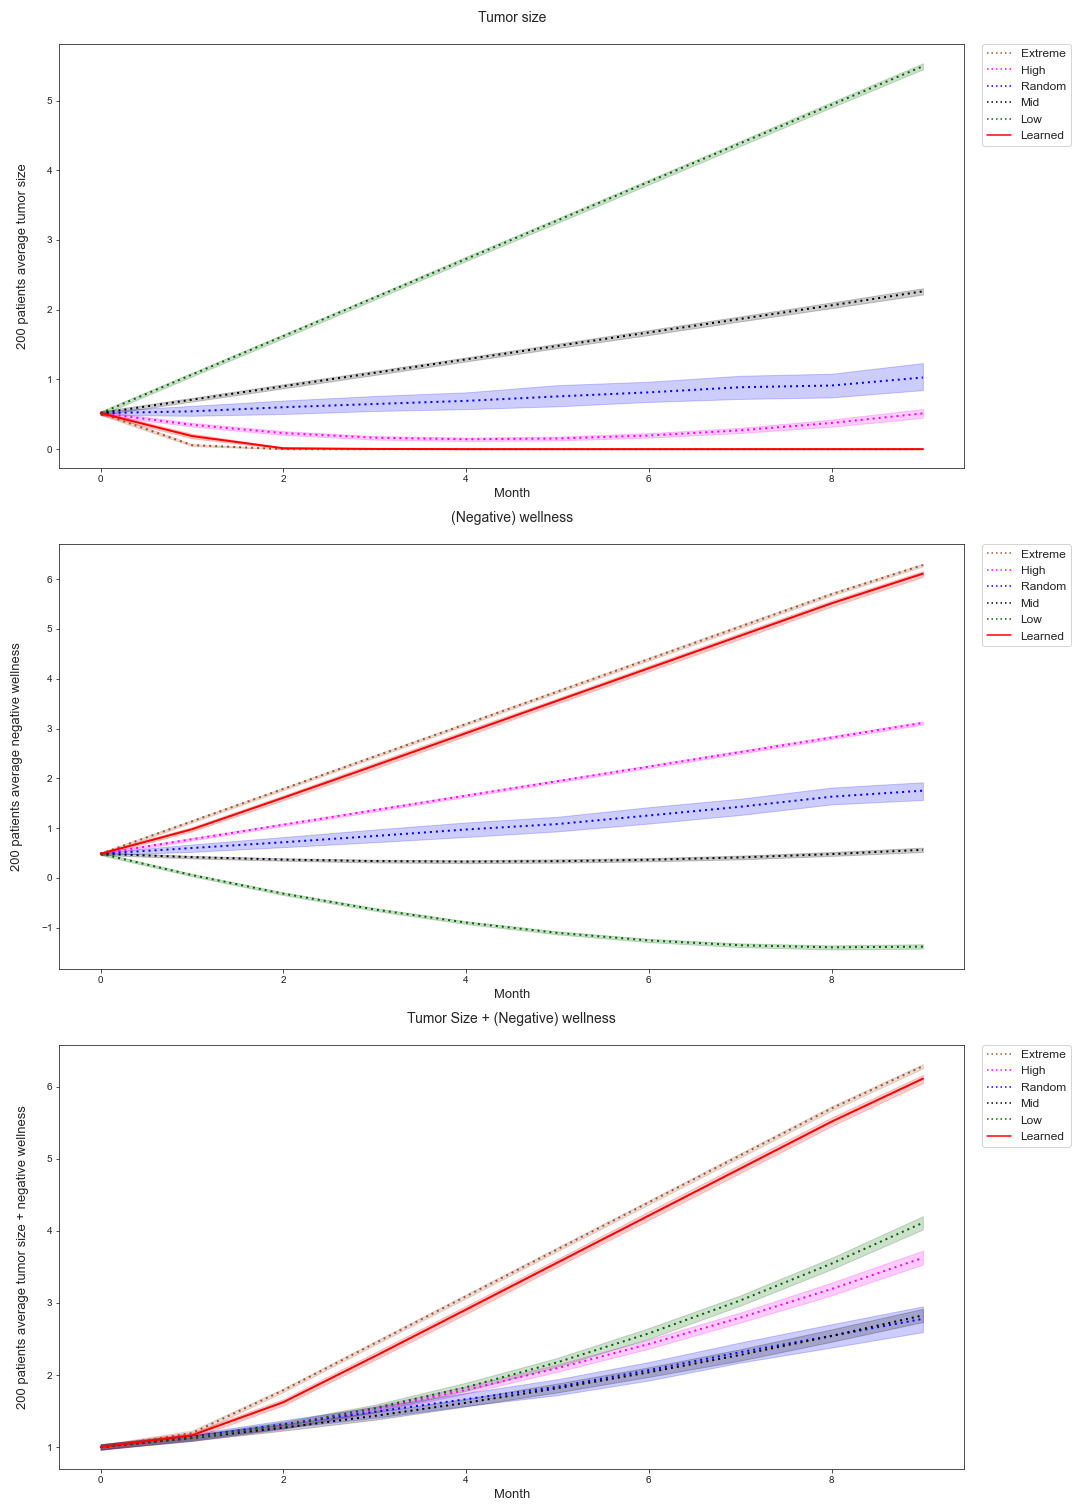 Tumor size
200 patients average tumor size
5
4
3
2
1
0
0 2 4 6 8
Month
Extreme
High
Random
Mid
Low
Learned
(Negative) wellness
200 patients average negative wellness
6
5
4
3
2
1
0
−1
0 2 4 6 8
Month
Extreme
High
Random
Mid
Low
Learned
Tumor Size + (Negative) wellness
200 patients average tumor size + negative wellness
6
5
4
3
2
1
0 2 4 6 8
Month
Extreme
High
Random
Mid
Low
Learned